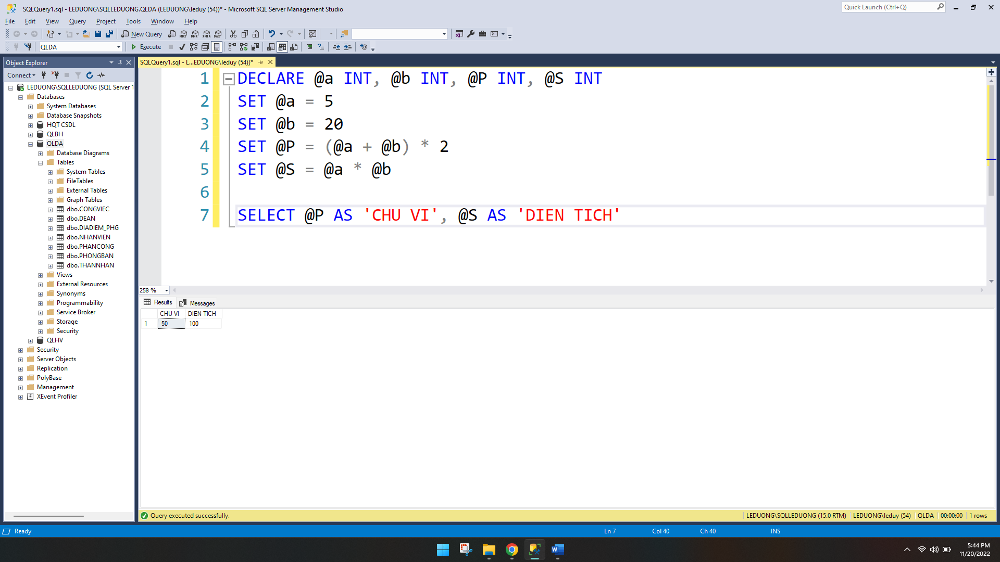 SQLQuery1.sql - LEDUONG\SQLLEDUONG.QLDA (LEDUONG\leduy (54))* - Microsoft SQL Server Management Studio
Quick Launch (Ctrl+Q)
File Edit View Query Project Tools Window Help
New Query
MDX DMX XMLA DAX
QLDA
Execute
Object Explorer
SQLQuery1.sql - L...EDUONG\leduy (54))*
Connect
LEDUONG\SQLLEDUONG (SQL Server 1
Databases
System Databases
Database Snapshots
HQT CSDL
QLBH
QLDA
Database Diagrams
Tables
System Tables
FileTables
External Tables
Graph Tables
dbo.CONGVIEC
dbo.DEAN
dbo.DIADIEM_PHG
dbo.NHANVIEN
dbo.PHANCONG
dbo.PHONGBAN
dbo.THANNHAN
Views
External Resources
Synonyms
Programmability
Service Broker
Storage
Security
QLHV
Security
Server Objects
Replication
PolyBase
Management
XEvent Profiler
1 DECLARE @a INT, @b INT, @P INT, @S INT
2 SET @a = 5
3 SET @b = 20
4 SET @P = (@a + @b) * 2
5 SET @S = @a * @b
6
7 SELECT @P AS 'CHU VI', @S AS 'DIEN TICH'
258 %
Results Messages
CHU VI DIEN TICH
1 50 100
Query executed successfully.
LEDUONG\SQLLEDUONG (15.0 RTM) LEDUONG\leduy (54) QLDA 00:00:00 1 rows
Ready
Ln 7 Col 40 Ch 40 INS
5:44 PM
11/20/2022